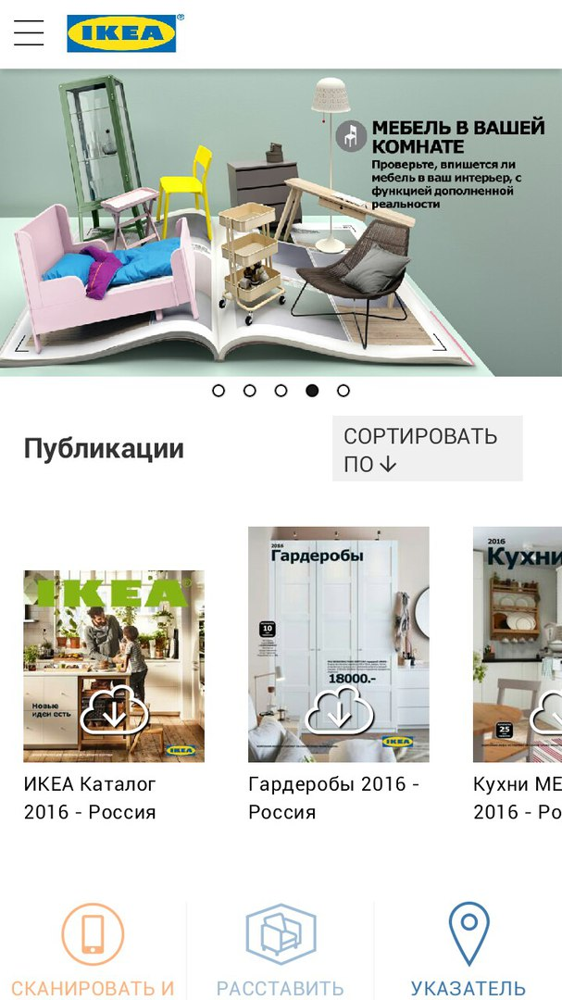 IKEA®
МЕБЕЛЬ В ВАШЕЙ
КОМНАТЕ
Проверьте, впишется ли
мебель в ваш интерьер, с
функцией дополненной
реальности
Публикации
СОРТИРОВАТЬ
ПО ↓
IKEA®
Новые
идеи есть
IKEA
2016
Гардеробы
10
18000.-
IKEA
2016
Кухни
25
ИКЕА Каталог
2016 - Россия
Гардеробы 2016 -
Россия
Кухни МЕ
2016 - Ро
СКАНИРОВАТЬ И
РАССТАВИТЬ
УКАЗАТЕЛЬ